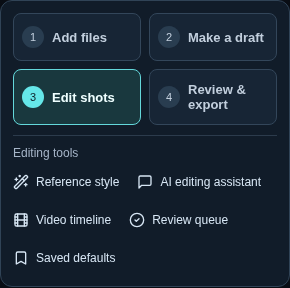 1 Add files
2 Make a draft
3 Edit shots
4 Review &
export
Editing tools
Reference style
AI editing assistant
Video timeline
Review queue
Saved defaults